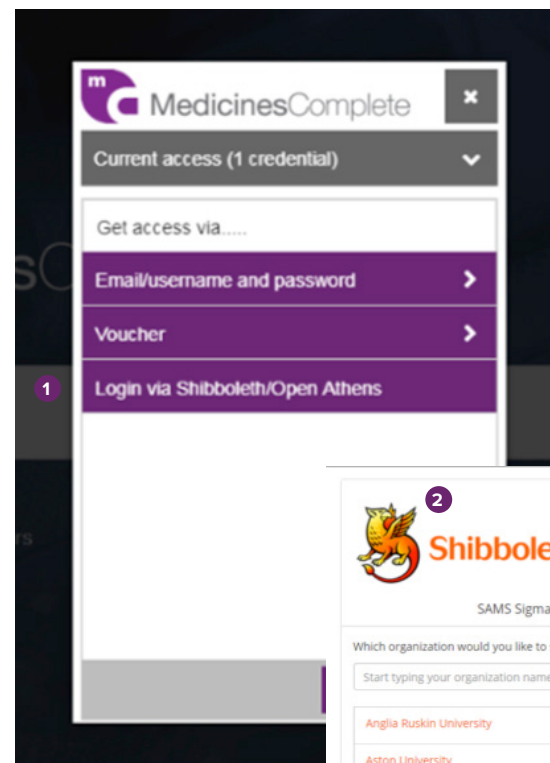 mc
MedicinesComplete
×
Current access (1 credential)
Get access via.....
Email/username and password
Voucher
1
Login via Shibboleth/Open Athens
2
SAMS Sigma
Which organization would you like to
Start typing your organization name
Anglia Ruskin University
Aston University